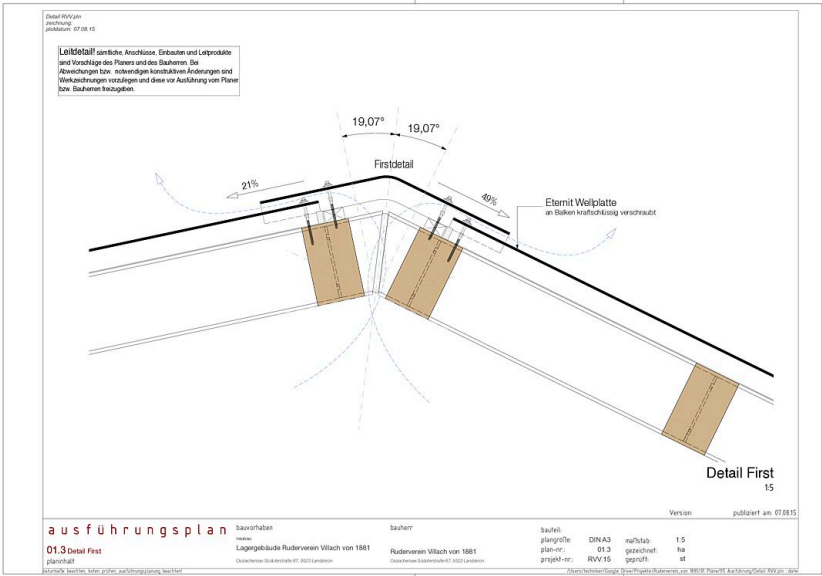 Detail RVV.pln
zeichnung:
plotdatum: 07.08.15
Leitdetail! sämtliche, Anschlüsse, Einbauten und Leitprodukte
sind Vorschläge des Planers und des Bauherren. Bei
Abweichungen bzw. notwendigen konstruktiven Änderungen sind
Werkzeichnungen vorzulegen und diese vor Ausführung vom Planer
bzw. Bauherren freizugeben.
19,07° 19,07°
Firstdetail
21%
49%
Eternit Wellplatte
an Balken kraftschlüssig verschraubt
Detail First
1:5
Version: publiziert am: 07.08.15
ausführungsplan
01.3 Detail First
planinhalt
bauvorhaben
neubau
Lagergebäude Ruderverein Villach von 1881
bauherr
Ruderverein Villach von 1881
bauteil:
plangröße: DIN A3 maßstab: 1:5
plan-nr.: 01.3 gezeichnet: ha
projekt-nr.: RVV.15 geprüft: st